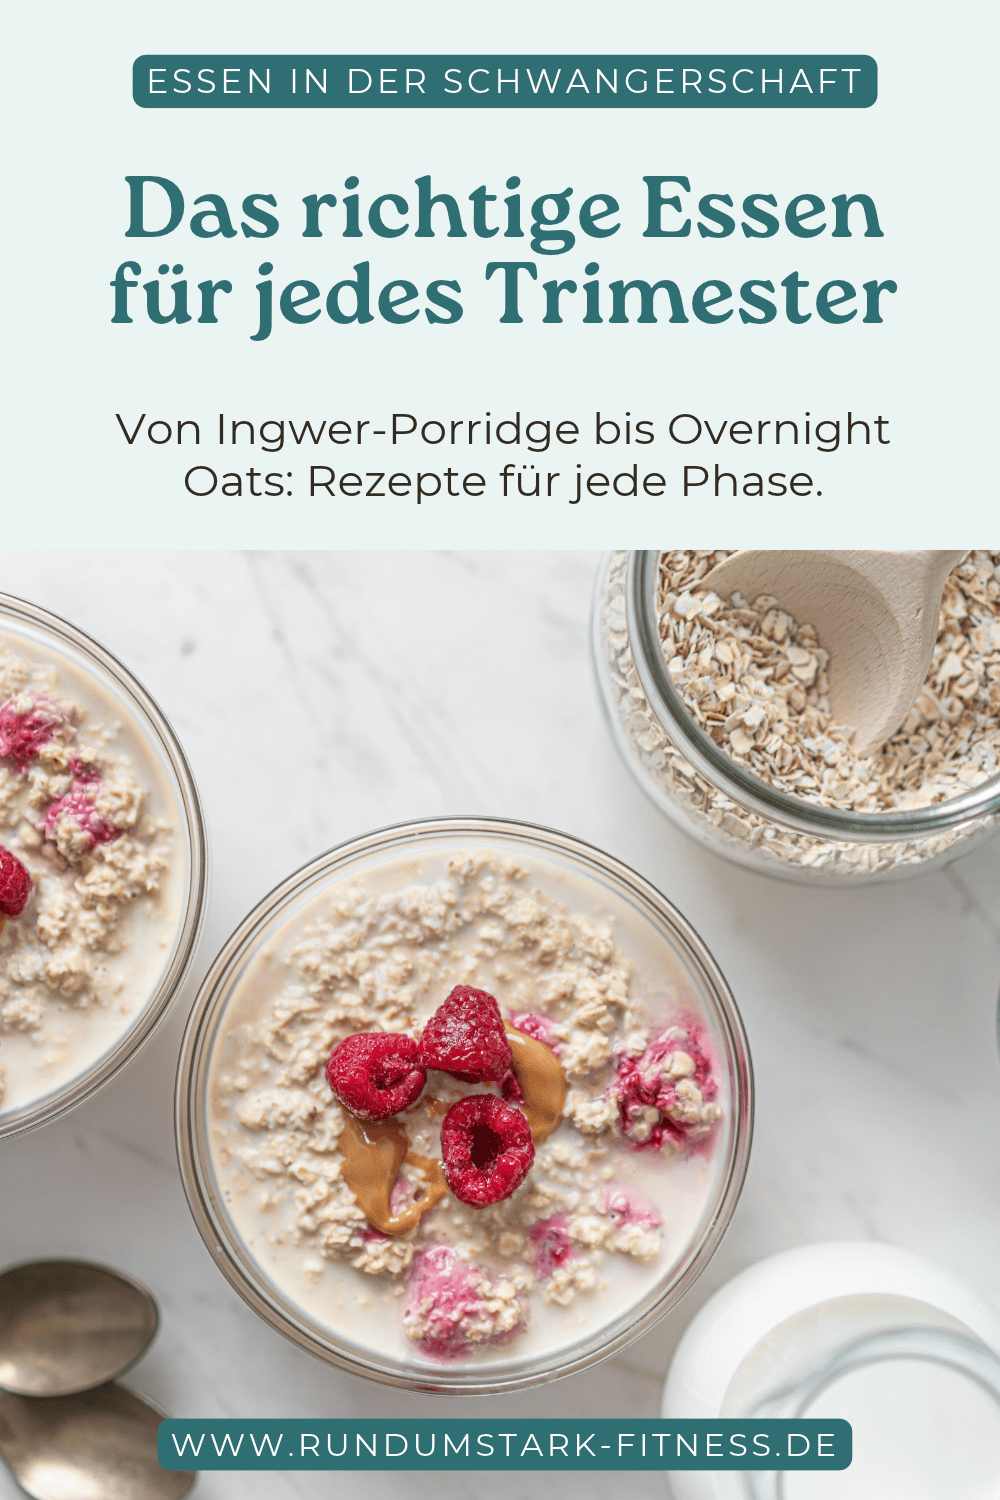 ESSEN IN DER SCHWANGERSCHAFT
Das richtige Essen
für jedes Trimester
Von Ingwer-Porridge bis Overnight
Oats: Rezepte für jede Phase.
WWW.RUNDUMSTARK-FITNESS.DE